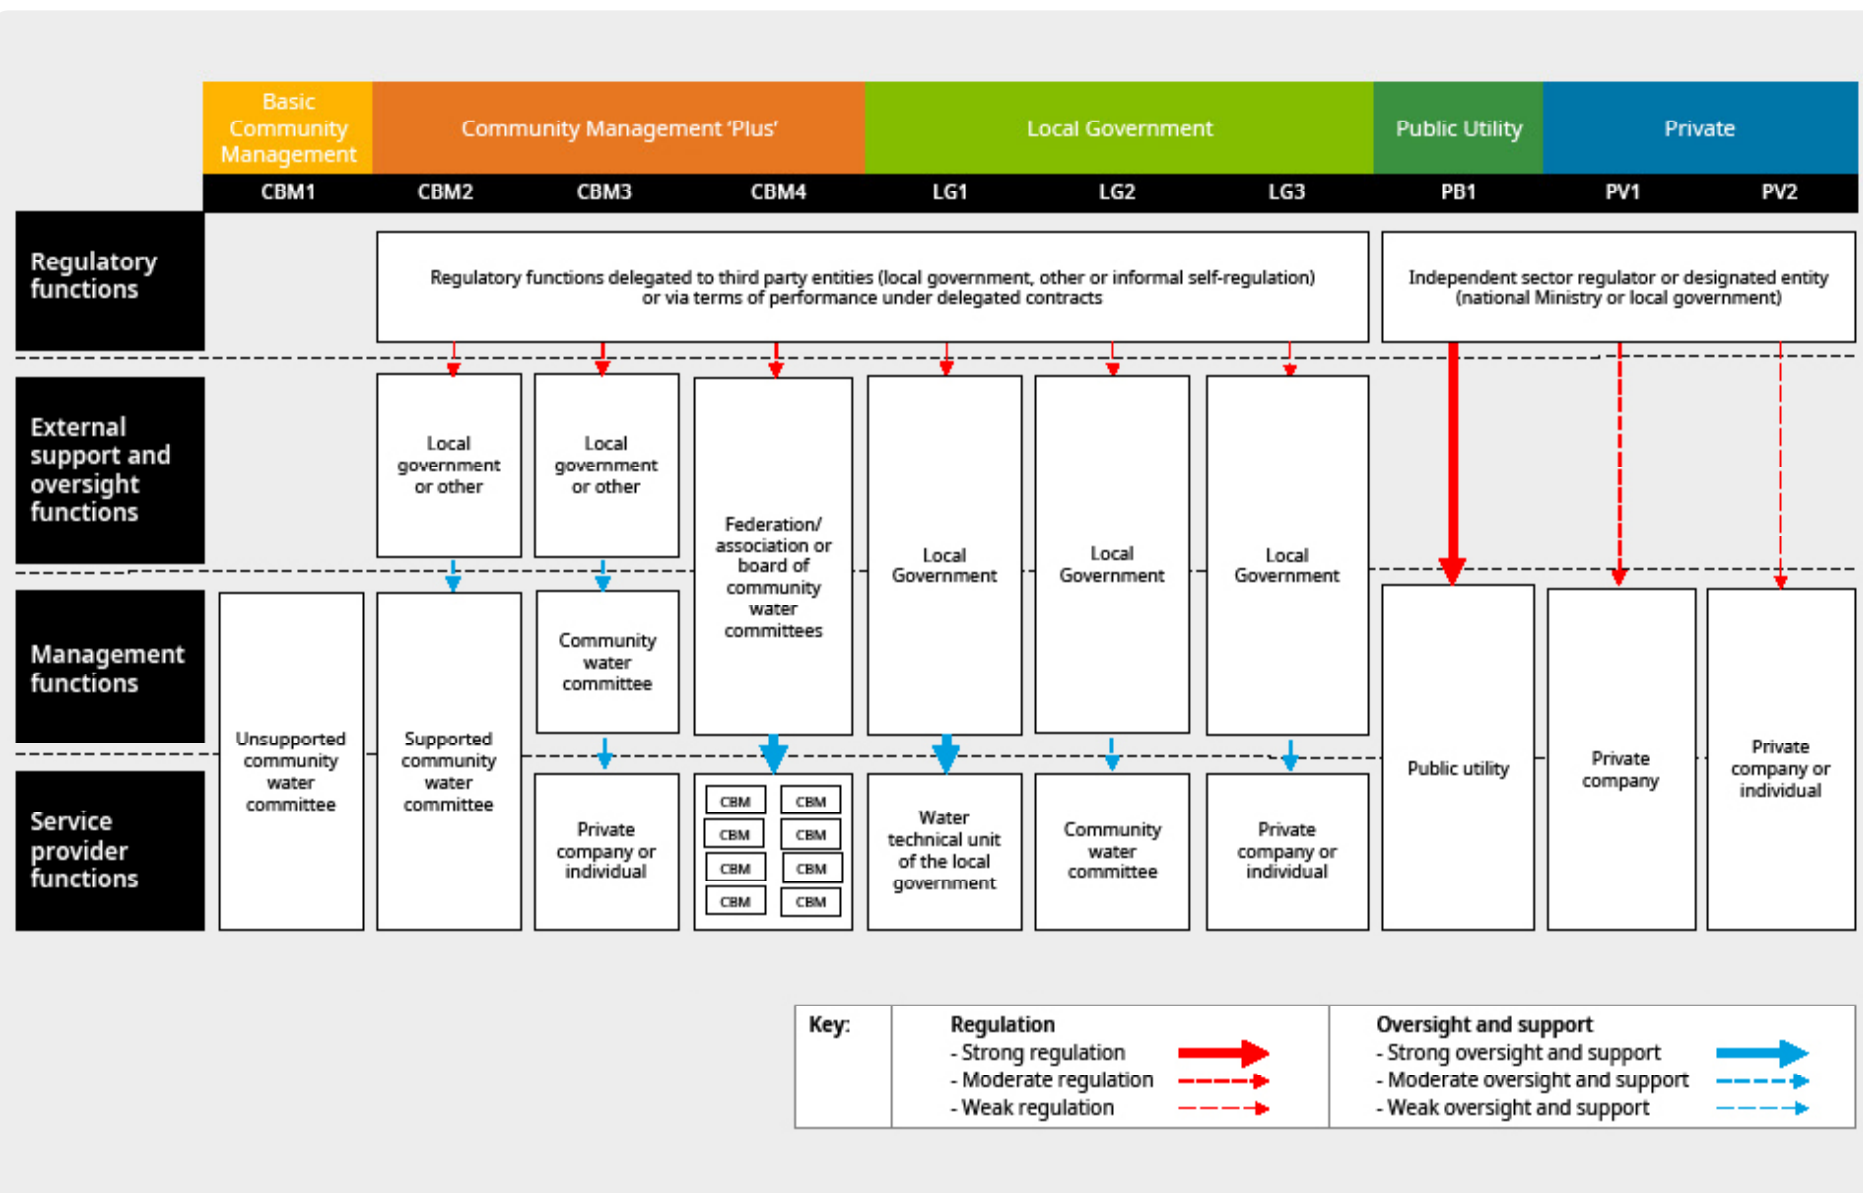 Basic
Community
Management
Community Management ‘Plus’
Local Government
Public Utility
Private
CBM1
CBM2
CBM3
CBM4
LG1
LG2
LG3
PB1
PV1
PV2
Regulatory
functions
Regulatory functions delegated to third party entities (local government, other or informal self-regulation)
or via terms of performance under delegated contracts
Independent sector regulator or designated entity
(national Ministry or local government)
External
support and
oversight
functions
Local
government
or other
Local
government
or other
Federation/
association or
board of
community
water
committees
Local
Government
Local
Government
Local
Government
Management
functions
Community
water
committee
Unsupported
community
water
committee
Supported
community
water
committee
Public utility
Private
company
Private
company or
individual
Service
provider
functions
Private
company or
individual
CBM
CBM
CBM
CBM
CBM
CBM
CBM
CBM
Water
technical unit
of the local
government
Community
water
committee
Private
company or
individual
Key:
Regulation
- Strong regulation
- Moderate regulation
- Weak regulation
Oversight and support
- Strong oversight and support
- Moderate oversight and support
- Weak oversight and support